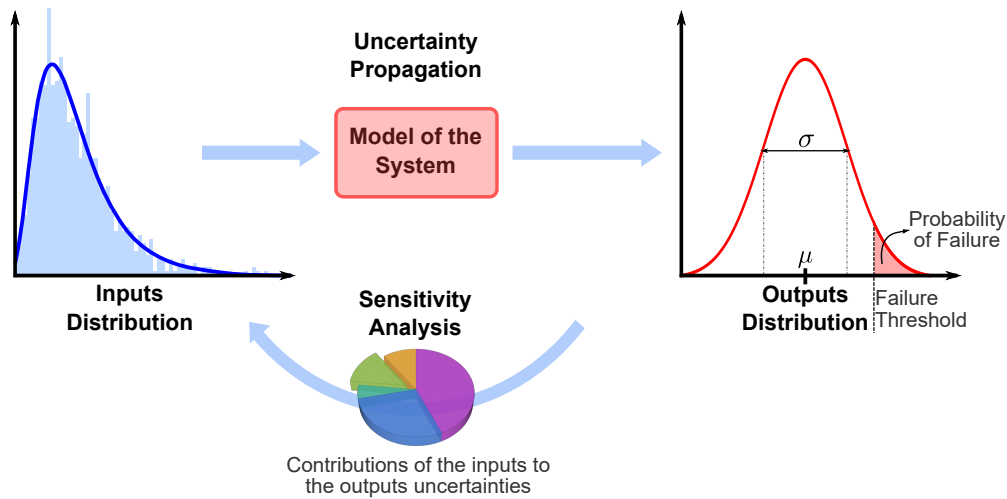 Uncertainty
Propagation
Model of the
System
σ
Probability
of Failure
μ
Inputs
Distribution
Outputs
Distribution
Failure
Threshold
Sensitivity
Analysis
Contributions of the inputs to
the outputs uncertainties